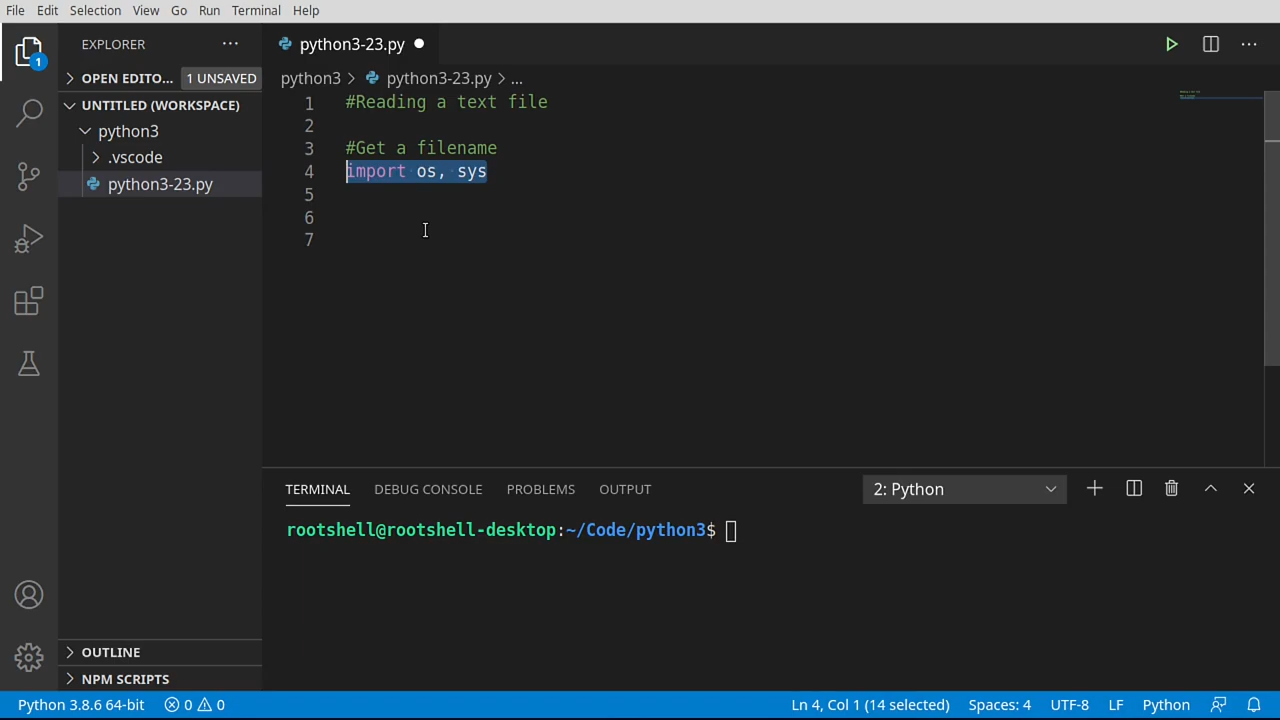 File Edit Selection View Go Run Terminal Help
EXPLORER
python3-23.py
1
OPEN EDITO... 1 UNSAVED
python3 > python3-23.py > ...
UNTITLED (WORKSPACE)
python3
.vscode
python3-23.py
1 #Reading a text file
2
3 #Get a filename
4 import os, sys
5
6
7
TERMINAL DEBUG CONSOLE PROBLEMS OUTPUT 2: Python
rootshell@rootshell-desktop:~/Code/python3$
OUTLINE
NPM SCRIPTS
Python 3.8.6 64-bit 0 0 Ln 4, Col 1 (14 selected) Spaces: 4 UTF-8 LF Python